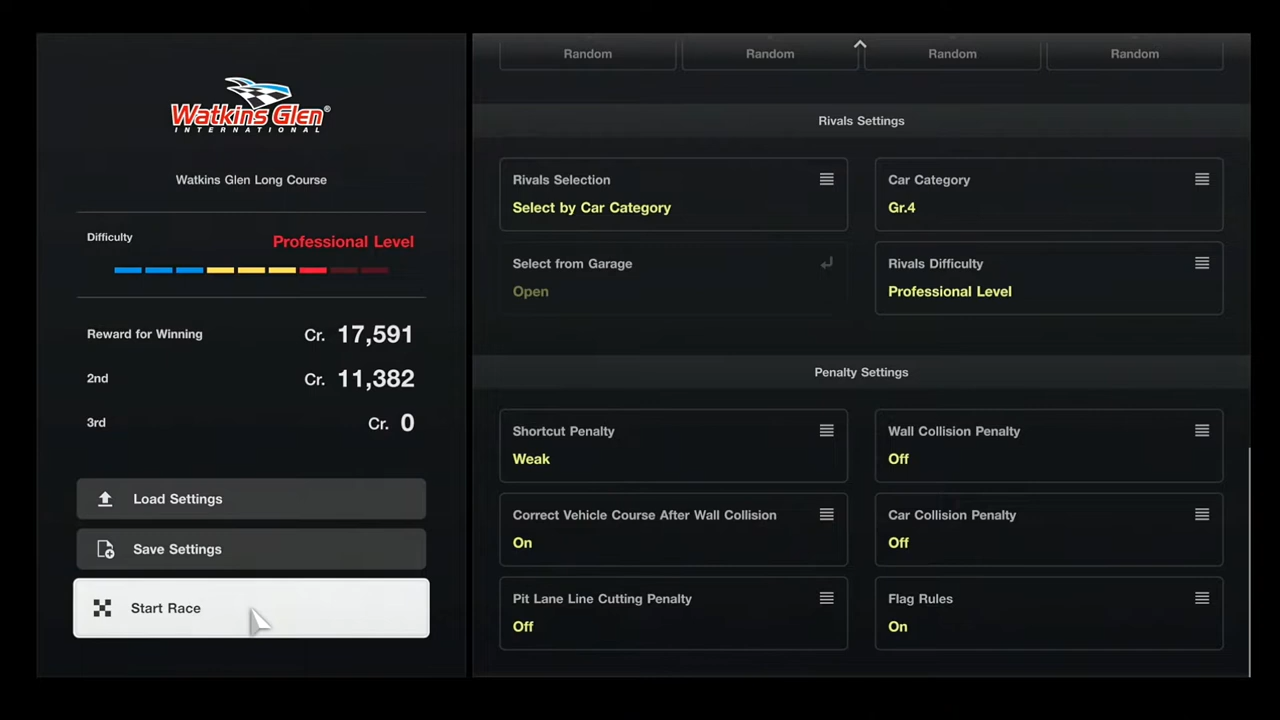 Watkins Glen®
INTERNATIONAL
Watkins Glen Long Course
Difficulty
Professional Level
Reward for Winning Cr. 17,591
2nd Cr. 11,382
3rd Cr. 0
Load Settings
Save Settings
Start Race
Random Random Random Random
Rivals Settings
Rivals Selection
Select by Car Category
Car Category
Gr.4
Select from Garage
Open
Rivals Difficulty
Professional Level
Penalty Settings
Shortcut Penalty
Weak
Wall Collision Penalty
Off
Correct Vehicle Course After Wall Collision
On
Car Collision Penalty
Off
Pit Lane Line Cutting Penalty
Off
Flag Rules
On